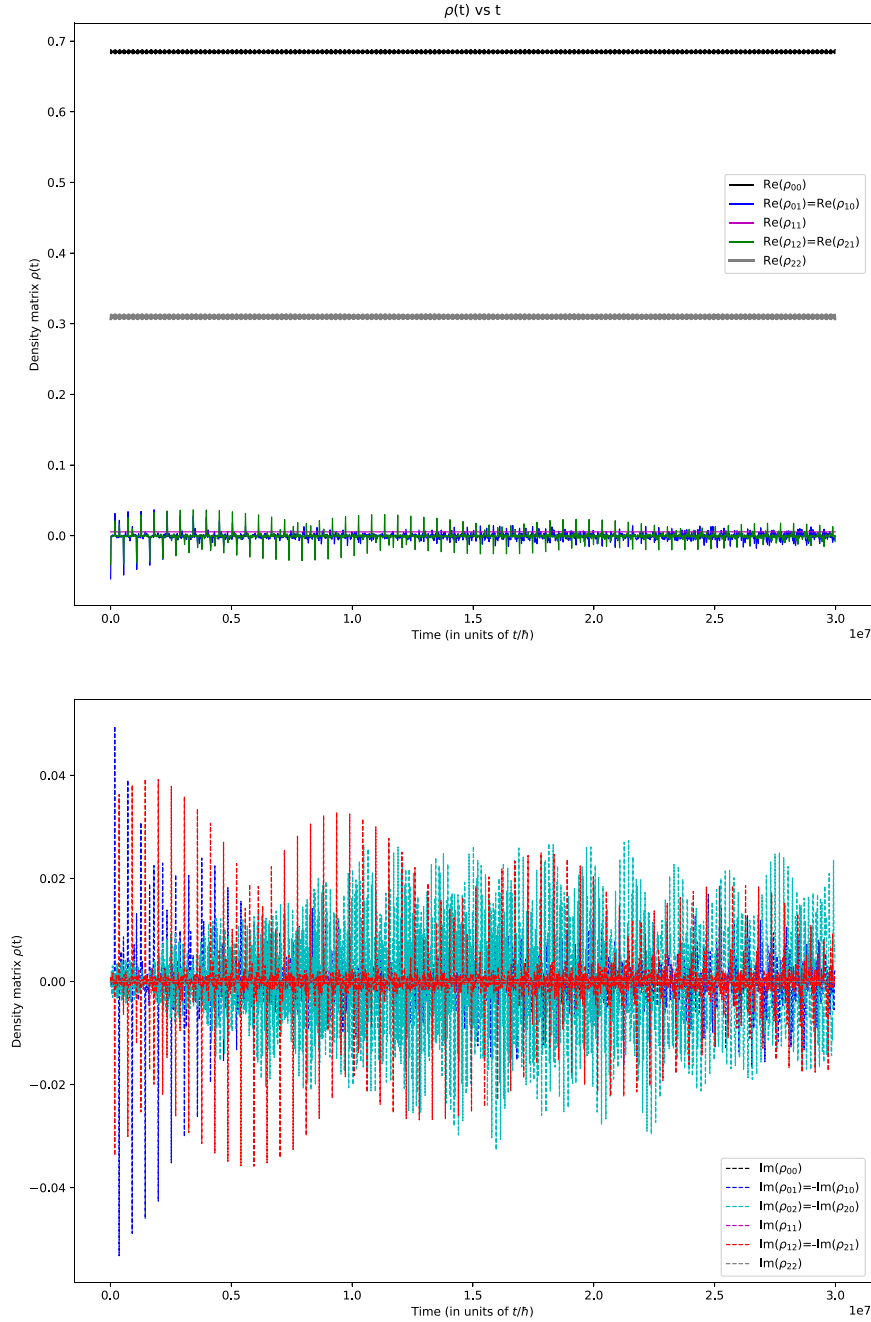 ρ(t) vs t
Density matrix ρ(t)
0.7
0.6
0.5
0.4
0.3
0.2
0.1
0.0
Re(ρ₀₀)
Re(ρ₀₁)=Re(ρ₁₀)
Re(ρ₁₁)
Re(ρ₁₂)=Re(ρ₂₁)
Re(ρ₂₂)
0.0 0.5 1.0 1.5 2.0 2.5 3.0
1e7
Time (in units of t/ħ)
Density matrix ρ(t)
0.04
0.02
0.00
−0.02
−0.04
Im(ρ₀₀)
Im(ρ₀₁)=-Im(ρ₁₀)
Im(ρ₀₂)=-Im(ρ₂₀)
Im(ρ₁₁)
Im(ρ₁₂)=-Im(ρ₂₁)
Im(ρ₂₂)
0.0 0.5 1.0 1.5 2.0 2.5 3.0
1e7
Time (in units of t/ħ)